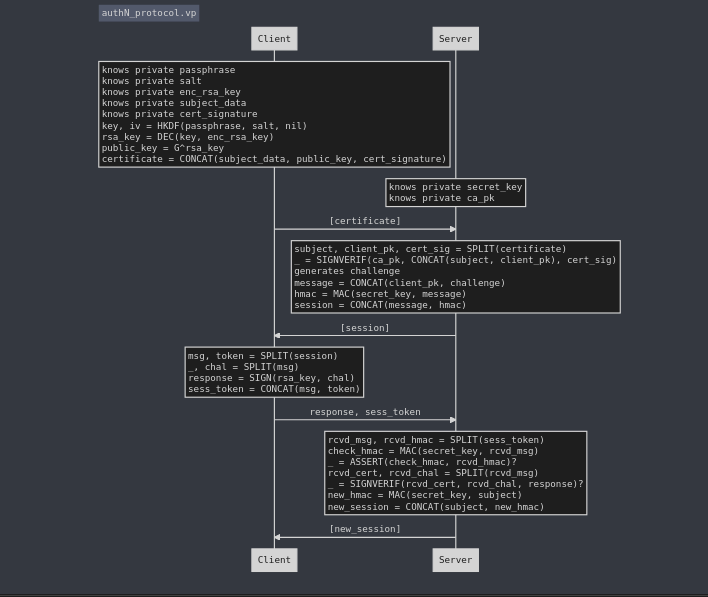 authN_protocol.vp
Client
Server
knows private passphrase
knows private salt
knows private enc_rsa_key
knows private subject_data
knows private cert_signature
key, iv = HKDF(passphrase, salt, nil)
rsa_key = DEC(key, enc_rsa_key)
public_key = G^rsa_key
certificate = CONCAT(subject_data, public_key, cert_signature)
knows private secret_key
knows private ca_pk
[certificate]
subject, client_pk, cert_sig = SPLIT(certificate)
_ = SIGNVERIF(ca_pk, CONCAT(subject, client_pk), cert_sig)
generates challenge
message = CONCAT(client_pk, challenge)
hmac = MAC(secret_key, message)
session = CONCAT(message, hmac)
[session]
msg, token = SPLIT(session)
_, chal = SPLIT(msg)
response = SIGN(rsa_key, chal)
sess_token = CONCAT(msg, token)
response, sess_token
rcvd_msg, rcvd_hmac = SPLIT(sess_token)
check_hmac = MAC(secret_key, rcvd_msg)
_ = ASSERT(check_hmac, rcvd_hmac)?
rcvd_cert, rcvd_chal = SPLIT(rcvd_msg)
_ = SIGNVERIF(rcvd_cert, rcvd_chal, response)?
new_hmac = MAC(secret_key, subject)
new_session = CONCAT(subject, new_hmac)
[new_session]
Client
Server